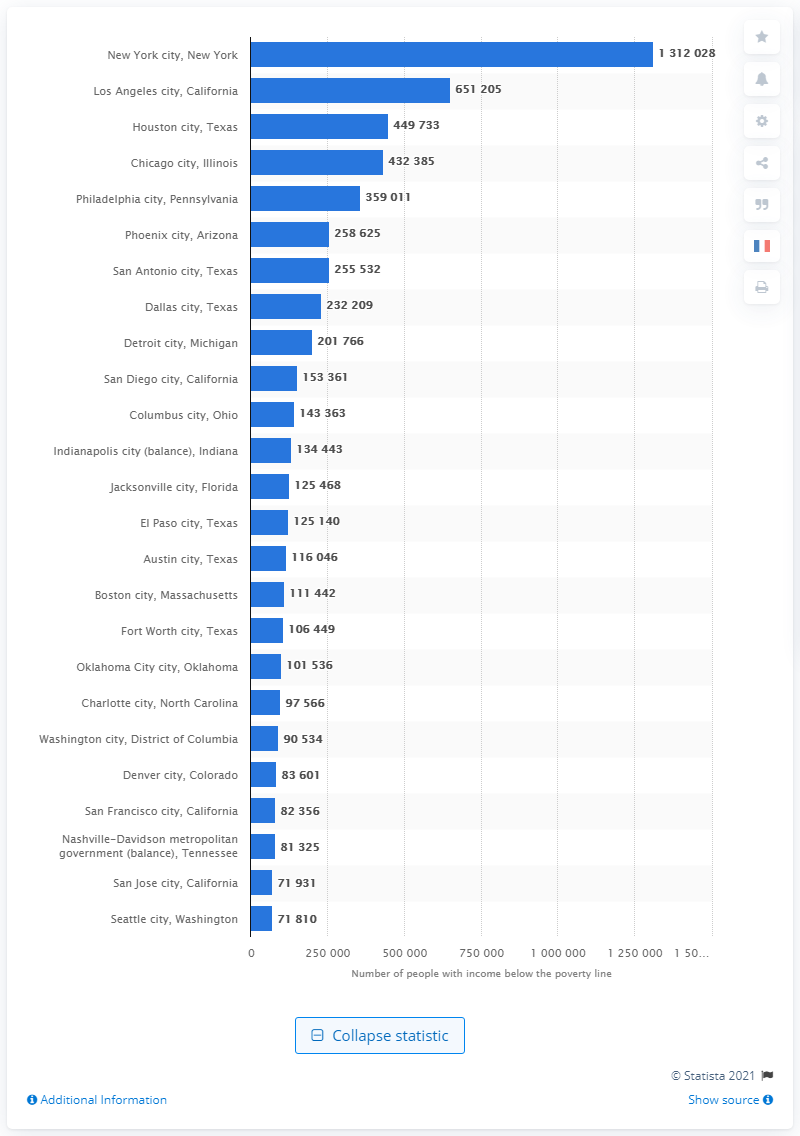 New York city, New York 1 312 028
Los Angeles city, California 651 205
Houston city, Texas 449 733
Chicago city, Illinois 432 385
Philadelphia city, Pennsylvania 359 011
Phoenix city, Arizona 258 625
San Antonio city, Texas 255 532
Dallas city, Texas 232 209
Detroit city, Michigan 201 766
San Diego city, California 153 361
Columbus city, Ohio 143 363
Indianapolis city (balance), Indiana 134 443
Jacksonville city, Florida 125 468
El Paso city, Texas 125 140
Austin city, Texas 116 046
Boston city, Massachusetts 111 442
Fort Worth city, Texas 106 449
Oklahoma City city, Oklahoma 101 536
Charlotte city, North Carolina 97 566
Washington city, District of Columbia 90 534
Denver city, Colorado 83 601
San Francisco city, California 82 356
Nashville-Davidson metropolitan
government (balance), Tennessee 81 325
San Jose city, California 71 931
Seattle city, Washington 71 810
0 250 000 500 000 750 000 1 000 000 1 250 000 1 50...
Number of people with income below the poverty line
Collapse statistic
© Statista 2021
Additional Information Show source